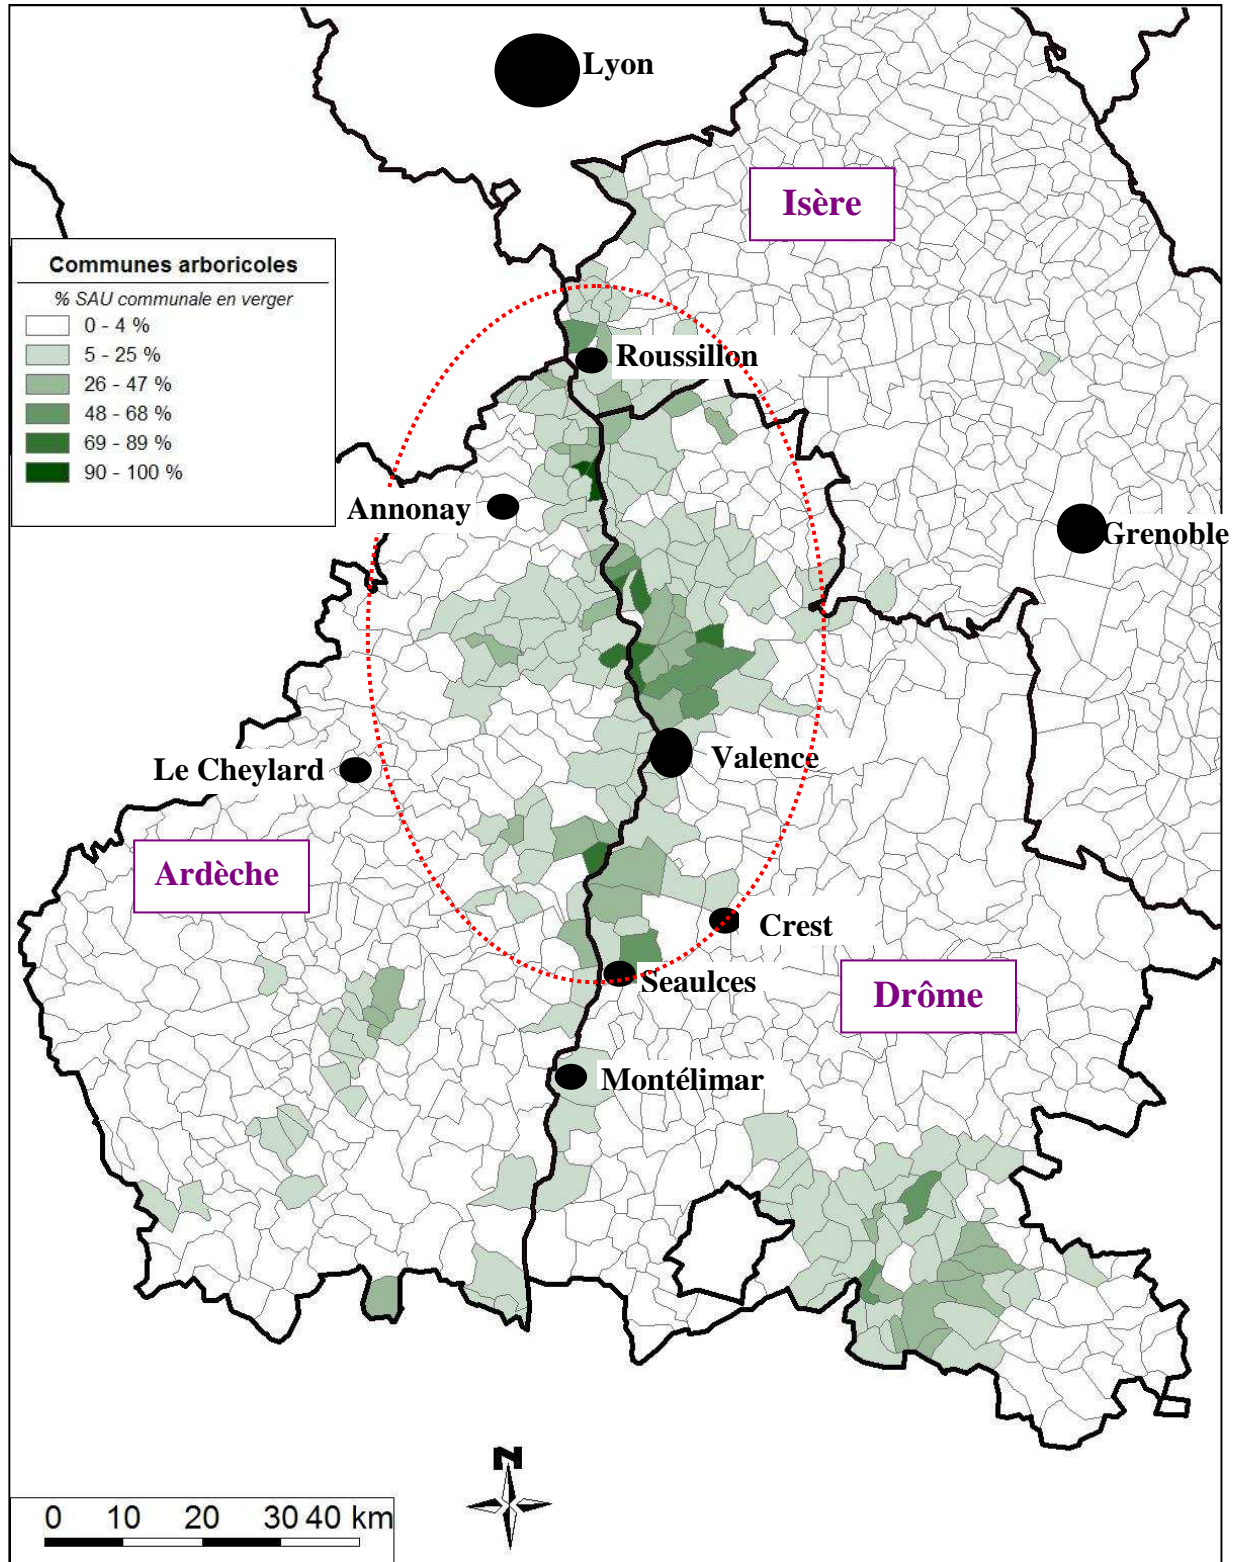 Lyon
Isère
Communes arboricoles
% SAU communale en verger
0 - 4 %
5 - 25 %
26 - 47 %
48 - 68 %
69 - 89 %
90 - 100 %
Roussillon
Annonay
Grenoble
Valence
Le Cheylard
Ardèche
Crest
Seaulces
Drôme
Montélimar
N
0 10 20 30 40 km